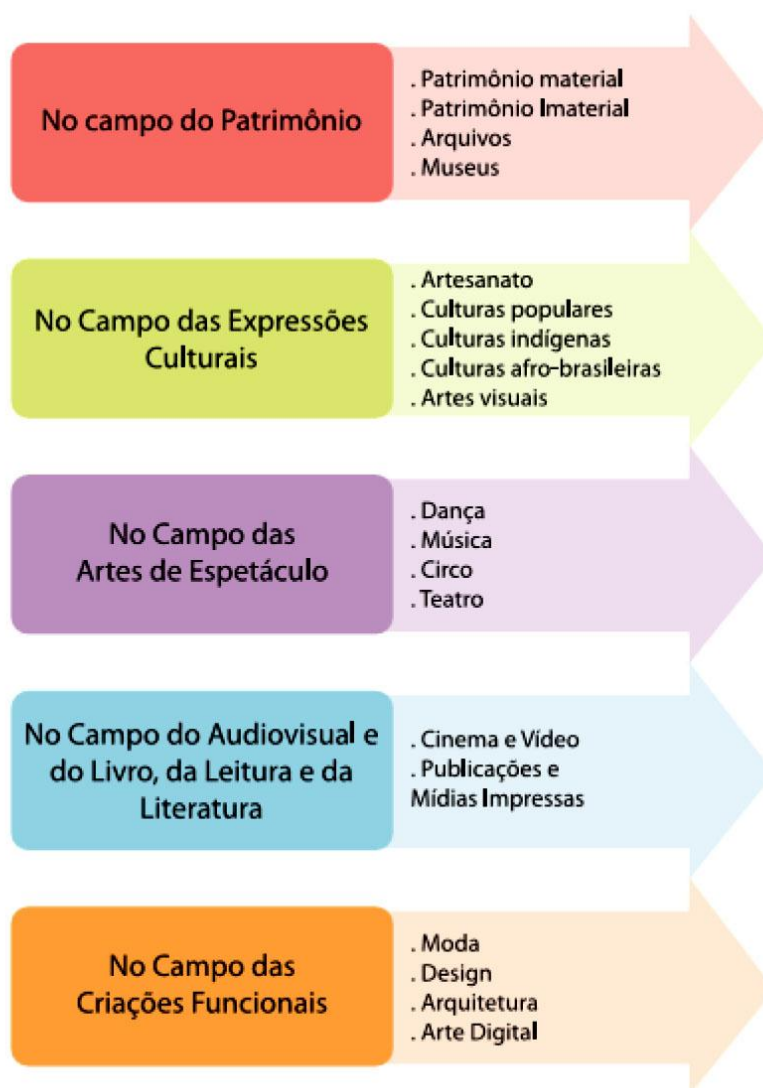 No campo do Patrimônio
. Patrimônio material
. Patrimônio Imaterial
. Arquivos
. Museus
No Campo das Expressões
Culturais
. Artesanato
. Culturas populares
. Culturas indígenas
. Culturas afro-brasileiras
. Artes visuais
No Campo das
Artes de Espetáculo
. Dança
. Música
. Circo
. Teatro
No Campo do Audiovisual e
do Livro, da Leitura e da
Literatura
. Cinema e Vídeo
. Publicações e
Mídias Impressas
No Campo das
Criações Funcionais
. Moda
. Design
. Arquitetura
. Arte Digital